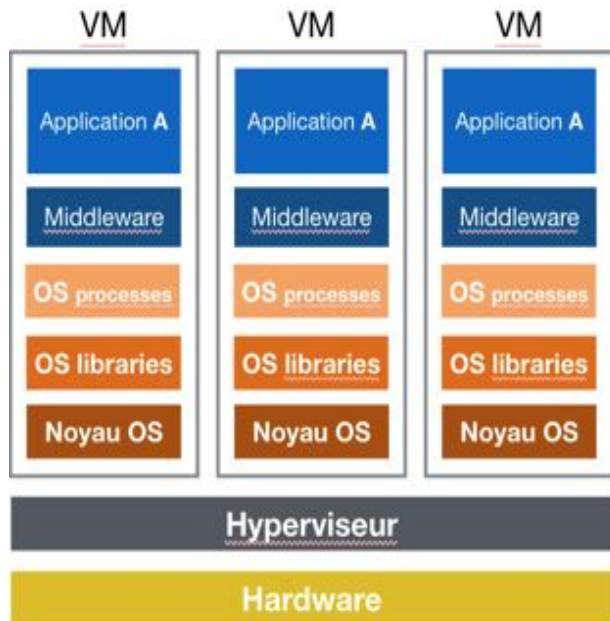 VM
VM
VM
Application A
Application A
Application A
Middleware
Middleware
Middleware
OS processes
OS processes
OS processes
OS libraries
OS libraries
OS libraries
Noyau OS
Noyau OS
Noyau OS
Hyperviseur
Hardware